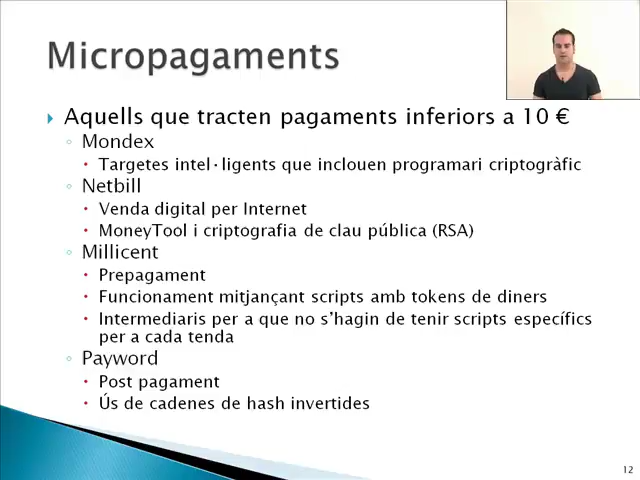 Micropagaments
Aquells que tracten pagaments inferiors a 10 €
Mondex
Targetes intel·ligents que inclouen programari criptogràfic
Netbill
Venda digital per Internet
MoneyTool i criptografia de clau pública (RSA)
Millicent
Prepagament
Funcionament mitjançant scripts amb tokens de diners
Intermediaris per a que no s'hagin de tenir scripts específics
per a cada tenda
Payword
Post pagament
Ús de cadenes de hash invertides
12